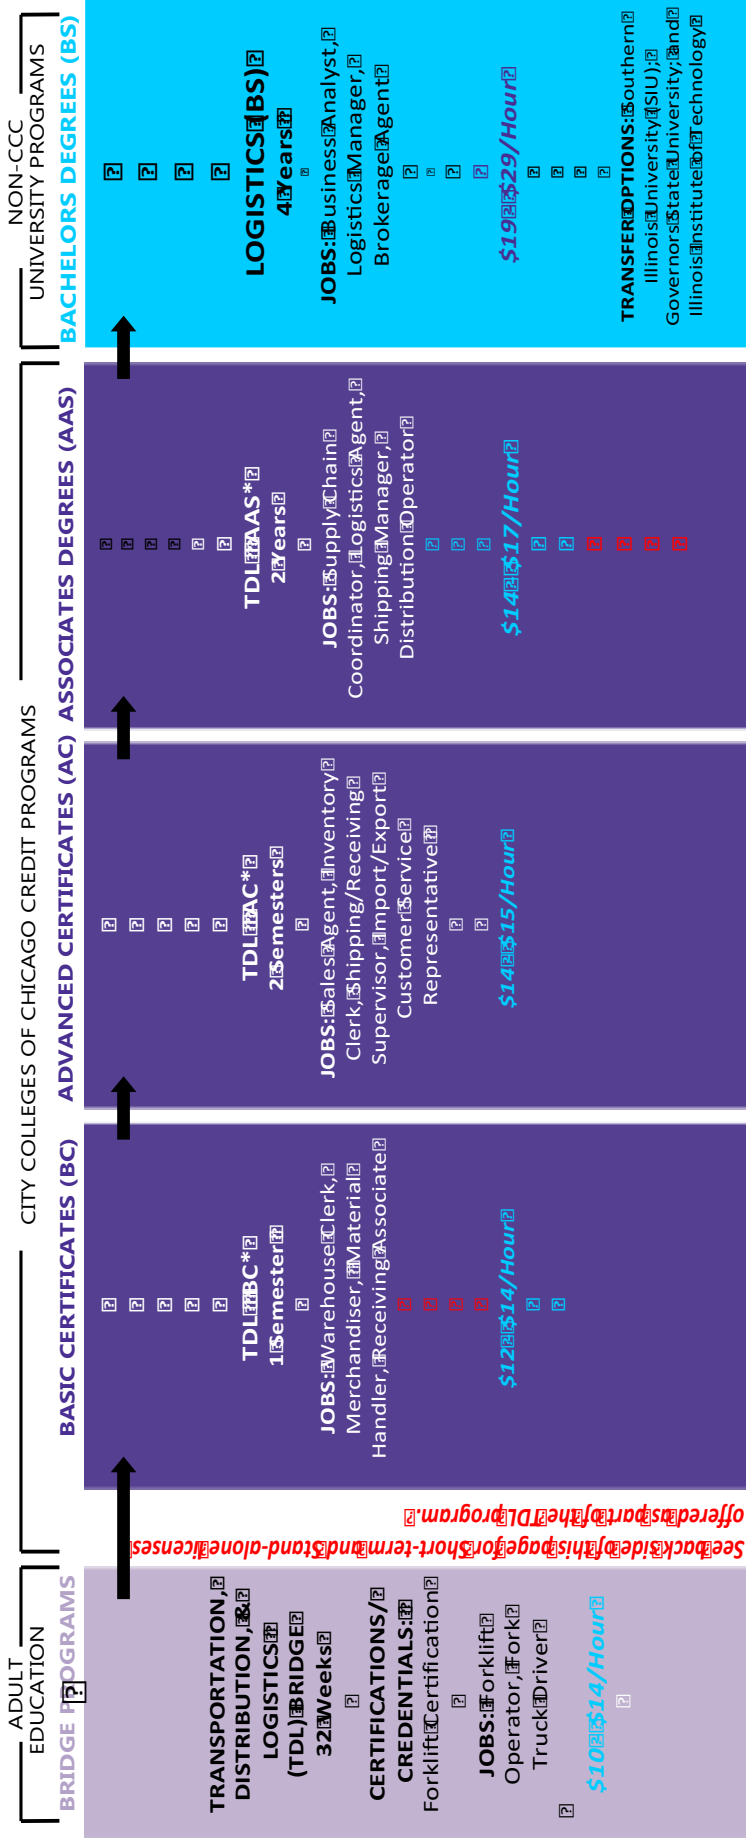 ADULT
EDUCATION
BRIDGE PROGRAMS
TRANSPORTATION,
DISTRIBUTION, &
LOGISTICS
(TDL) BRIDGE
32 Weeks
CERTIFICATIONS/
CREDENTIALS:
Forklift Certification
JOBS: Forklift
Operator, Fork
Truck Driver
$10 - $14/Hour
See back side of this page for Short-term and Stand-alone licenses
offered as part of the TDL program.
CITY COLLEGES OF CHICAGO CREDIT PROGRAMS
BASIC CERTIFICATES (BC)
TDL - BC*
1 Semester
JOBS: Warehouse Clerk,
Merchandiser, Material
Handler, Receiving Associate
$12 - $14/Hour
ADVANCED CERTIFICATES (AC)
TDL - AC*
2 Semesters
JOBS: Sales Agent, Inventory
Clerk, Shipping/Receiving
Supervisor, Import/Export
Customer Service
Representative
$14 - $15/Hour
ASSOCIATES DEGREES (AAS)
TDL - AAS*
2 Years
JOBS: Supply Chain
Coordinator, Logistics Agent,
Shipping Manager,
Distribution Operator
$14 - $17/Hour
NON-CCC
UNIVERSITY PROGRAMS
BACHELORS DEGREES (BS)
LOGISTICS (BS)
4 Years
JOBS: Business Analyst,
Logistics Manager,
Brokerage Agent
$19 - $29/Hour
TRANSFER OPTIONS: Southern
Illinois University (SIU);
Governors State University; and
Illinois Institute of Technology